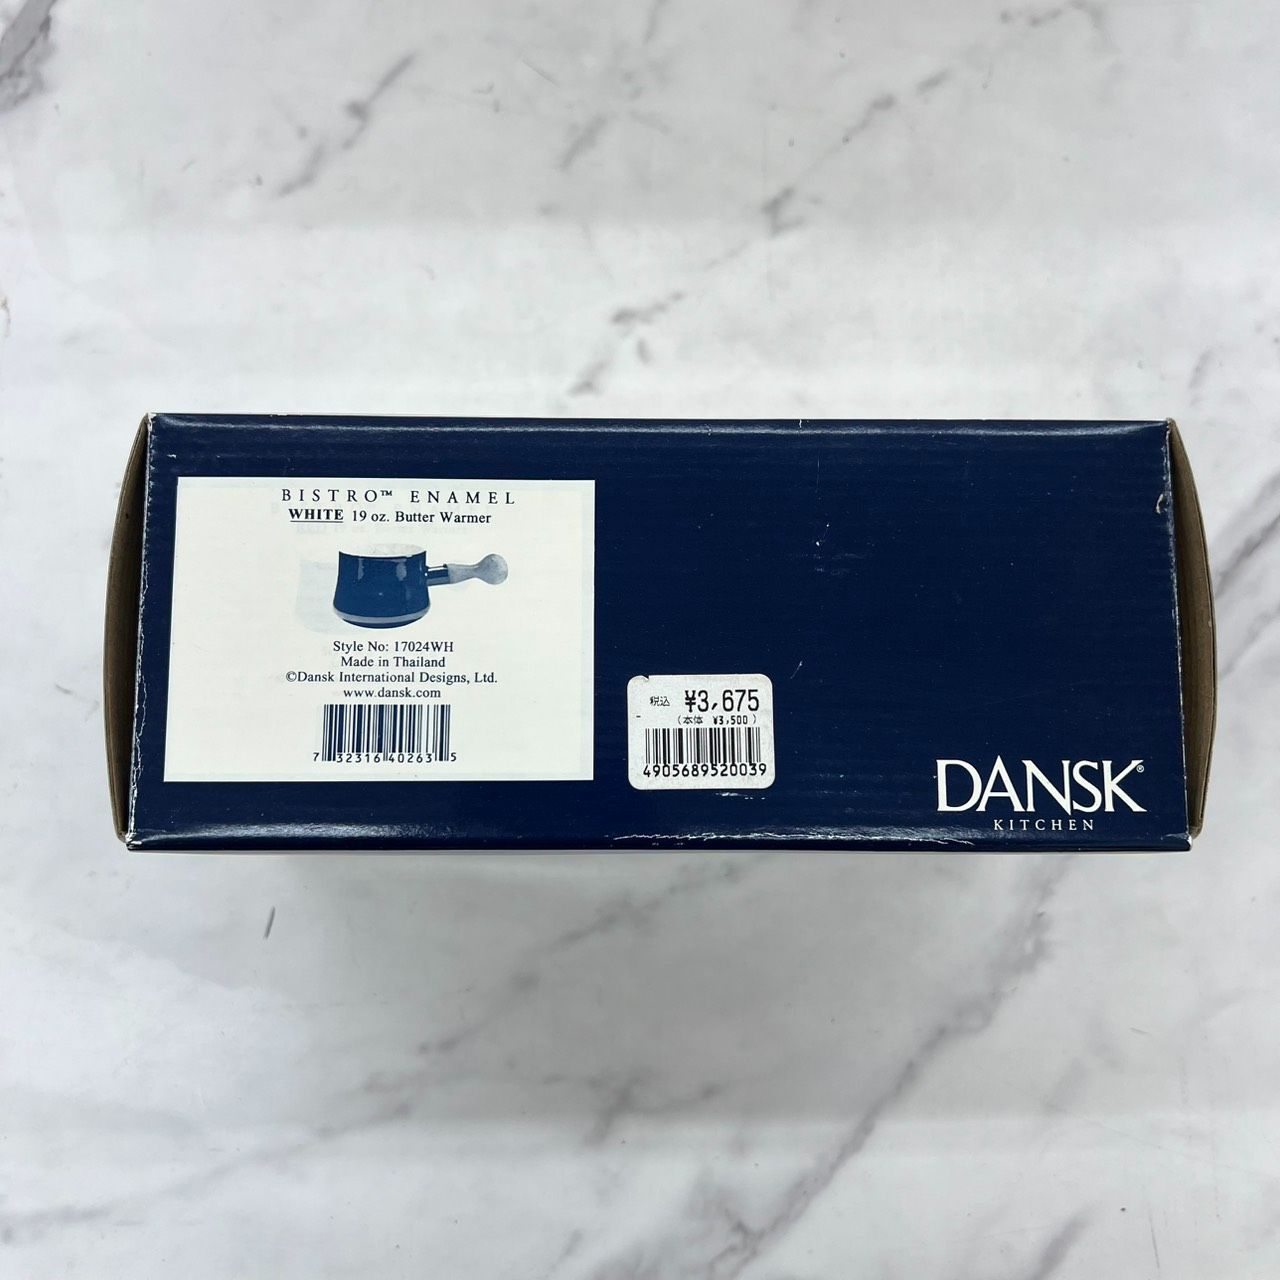 BISTRO™ ENAMEL
WHITE 19 oz. Butter Warmer
Style No: 17024WH
Made in Thailand
©Dansk International Designs, Ltd.
www.dansk.com
7 32316 40263 5
税込 ¥3,675
(本体 ¥3,500)
4905689520039
DANSK®
KITCHEN